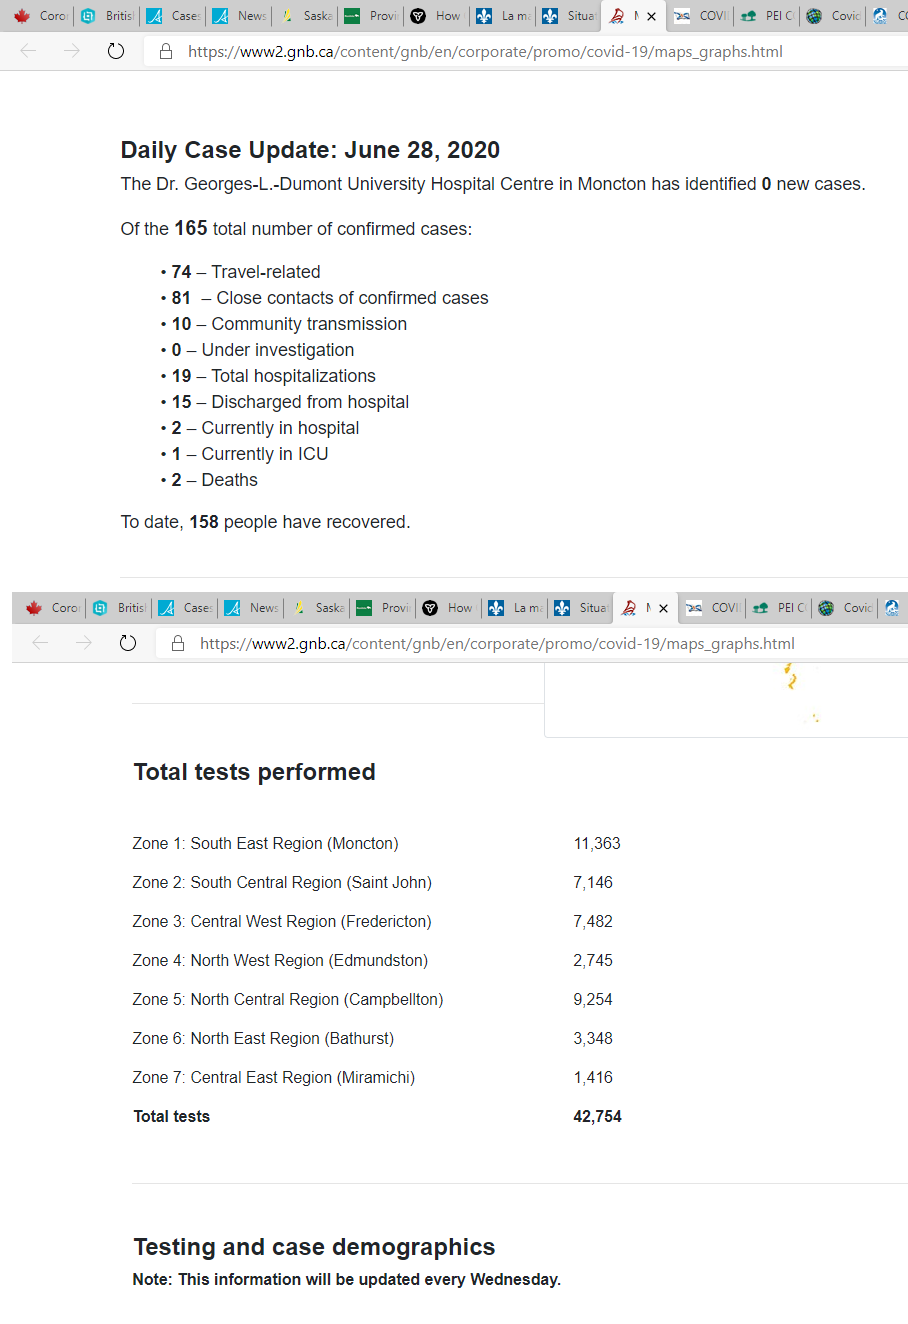 Coror Britis Cases News Saska Provi How La ma Situa COVI PEI C Covid
https://www2.gnb.ca/content/gnb/en/corporate/promo/covid-19/maps_graphs.html
Daily Case Update: June 28, 2020
The Dr. Georges-L.-Dumont University Hospital Centre in Moncton has identified 0 new cases.
Of the 165 total number of confirmed cases:
• 74 – Travel-related
• 81 – Close contacts of confirmed cases
• 10 – Community transmission
• 0 – Under investigation
• 19 – Total hospitalizations
• 15 – Discharged from hospital
• 2 – Currently in hospital
• 1 – Currently in ICU
• 2 – Deaths
To date, 158 people have recovered.
Coror Britis Cases News Saska Provi How La ma Situa COVI PEI C Covid
https://www2.gnb.ca/content/gnb/en/corporate/promo/covid-19/maps_graphs.html
Total tests performed
Zone 1: South East Region (Moncton) 11,363
Zone 2: South Central Region (Saint John) 7,146
Zone 3: Central West Region (Fredericton) 7,482
Zone 4: North West Region (Edmundston) 2,745
Zone 5: North Central Region (Campbellton) 9,254
Zone 6: North East Region (Bathurst) 3,348
Zone 7: Central East Region (Miramichi) 1,416
Total tests 42,754
Testing and case demographics
Note: This information will be updated every Wednesday.